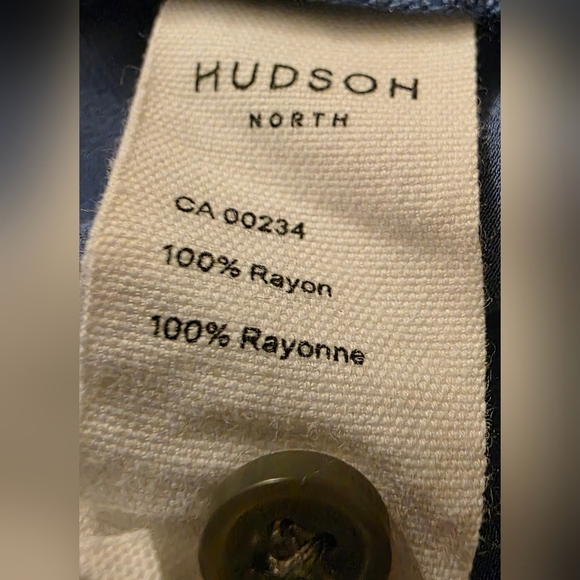 HUDSON
NORTH
CA 00234
100% Rayon
100% Rayonne